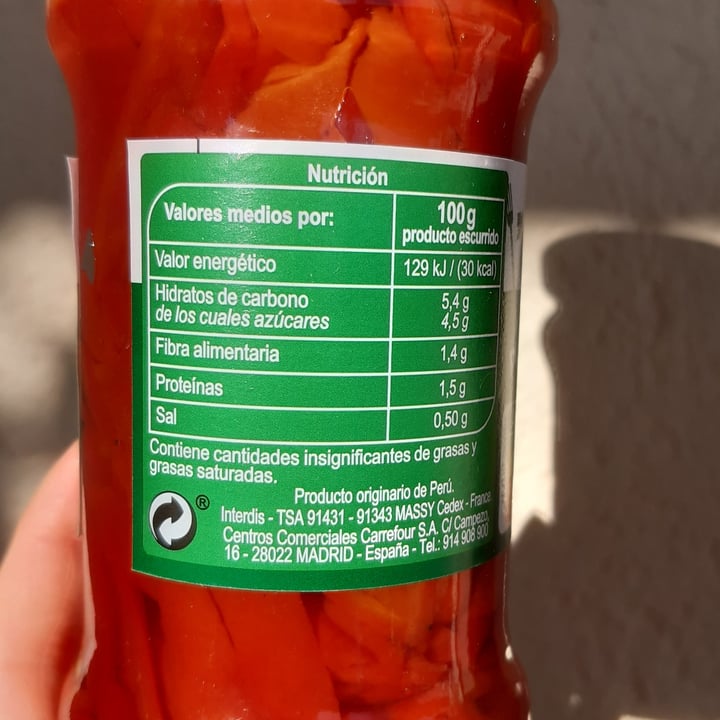 Nutrición
Valores medios por: 100 g
producto escurrido
Valor energético 129 kJ / (30 kcal)
Hidratos de carbono 5,4 g
de los cuales azúcares 4,5 g
Fibra alimentaria 1,4 g
Proteínas 1,5 g
Sal 0,50 g
Contiene cantidades insignificantes de grasas y
grasas saturadas.
®
Producto originario de Perú.
Interdis - TSA 91431 - 91343 MASSY Cedex - France.
Centros Comerciales Carrefour S.A. C/ Campezo,
16 - 28022 MADRID - España - Tel.: 914 908 900